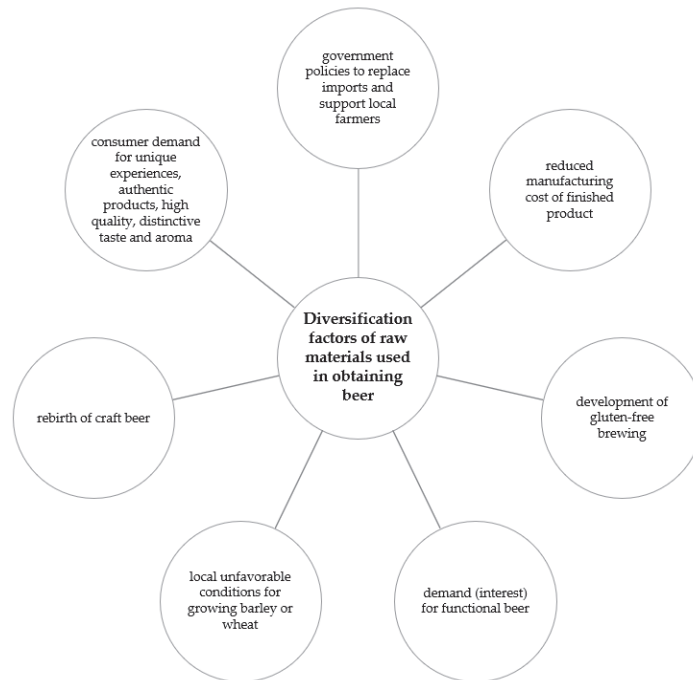 government
policies to replace
imports and
support local
farmers
reduced
manufacturing
cost of finished
product
development of
gluten-free
brewing
demand (interest)
for functional beer
local unfavorable
conditions for
growing barley or
wheat
rebirth of craft beer
consumer demand
for unique
experiences,
authentic
products, high
quality, distinctive
taste and aroma
Diversification
factors of raw
materials used
in obtaining
beer